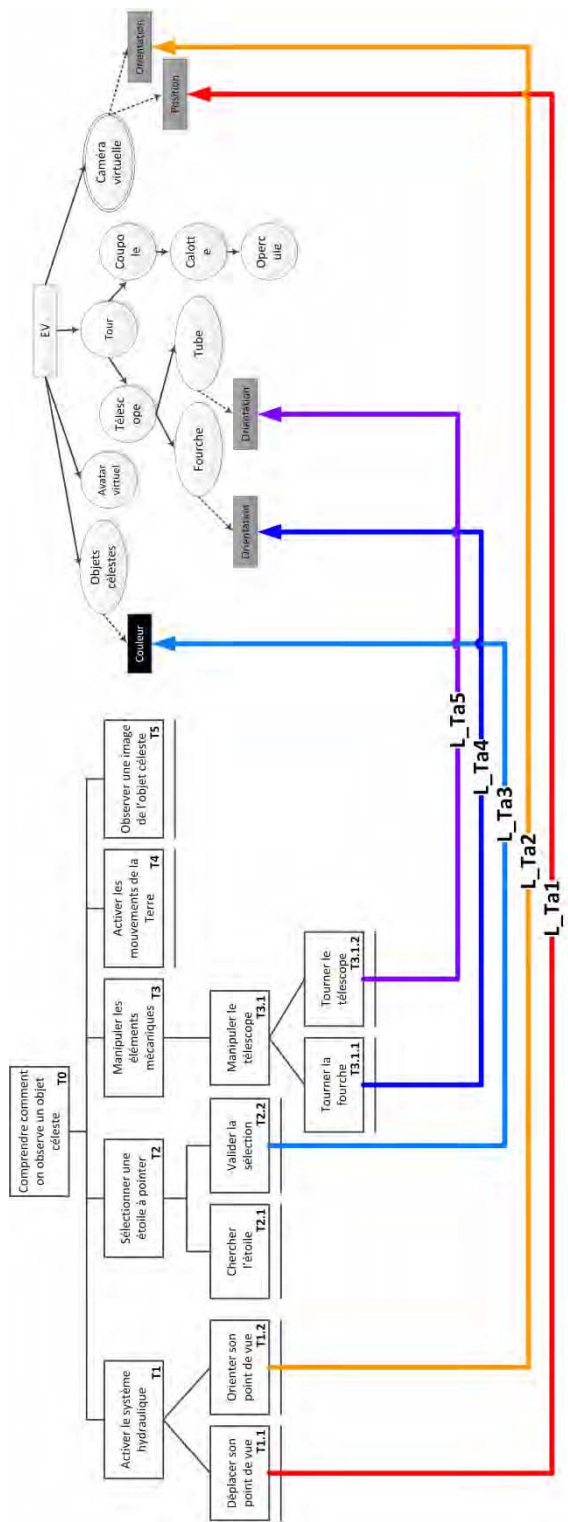 Comprendre comment
on observe un objet
céleste
T0
Activer le système
hydraulique
T1
Sélectionner une
étoile à pointer
T2
Manipuler les
éléments
mécaniques
T3
Activer les
mouvements de la
Terre
T4
Observer une image
de l'objet céleste
T5
Déplacer son
point de vue
T1.1
Orienter son
point de vue
T1.2
Chercher
l'étoile
T2.1
Valider la
sélection
T2.2
Manipuler le
télescope
T3.1
Tourner la
fourche
T3.1.1
Tourner le
télescope
T3.1.2
EV
Objets
célestes
Avatar
virtuel
Tour
Caméra
virtuelle
Couleur
Télesc
ope
Coupo
le
Orientation
Position
Fourche
Tube
Calott
e
Operc
ule
Orientation
Orientation
L_Ta5
L_Ta4
L_Ta3
L_Ta2
L_Ta1